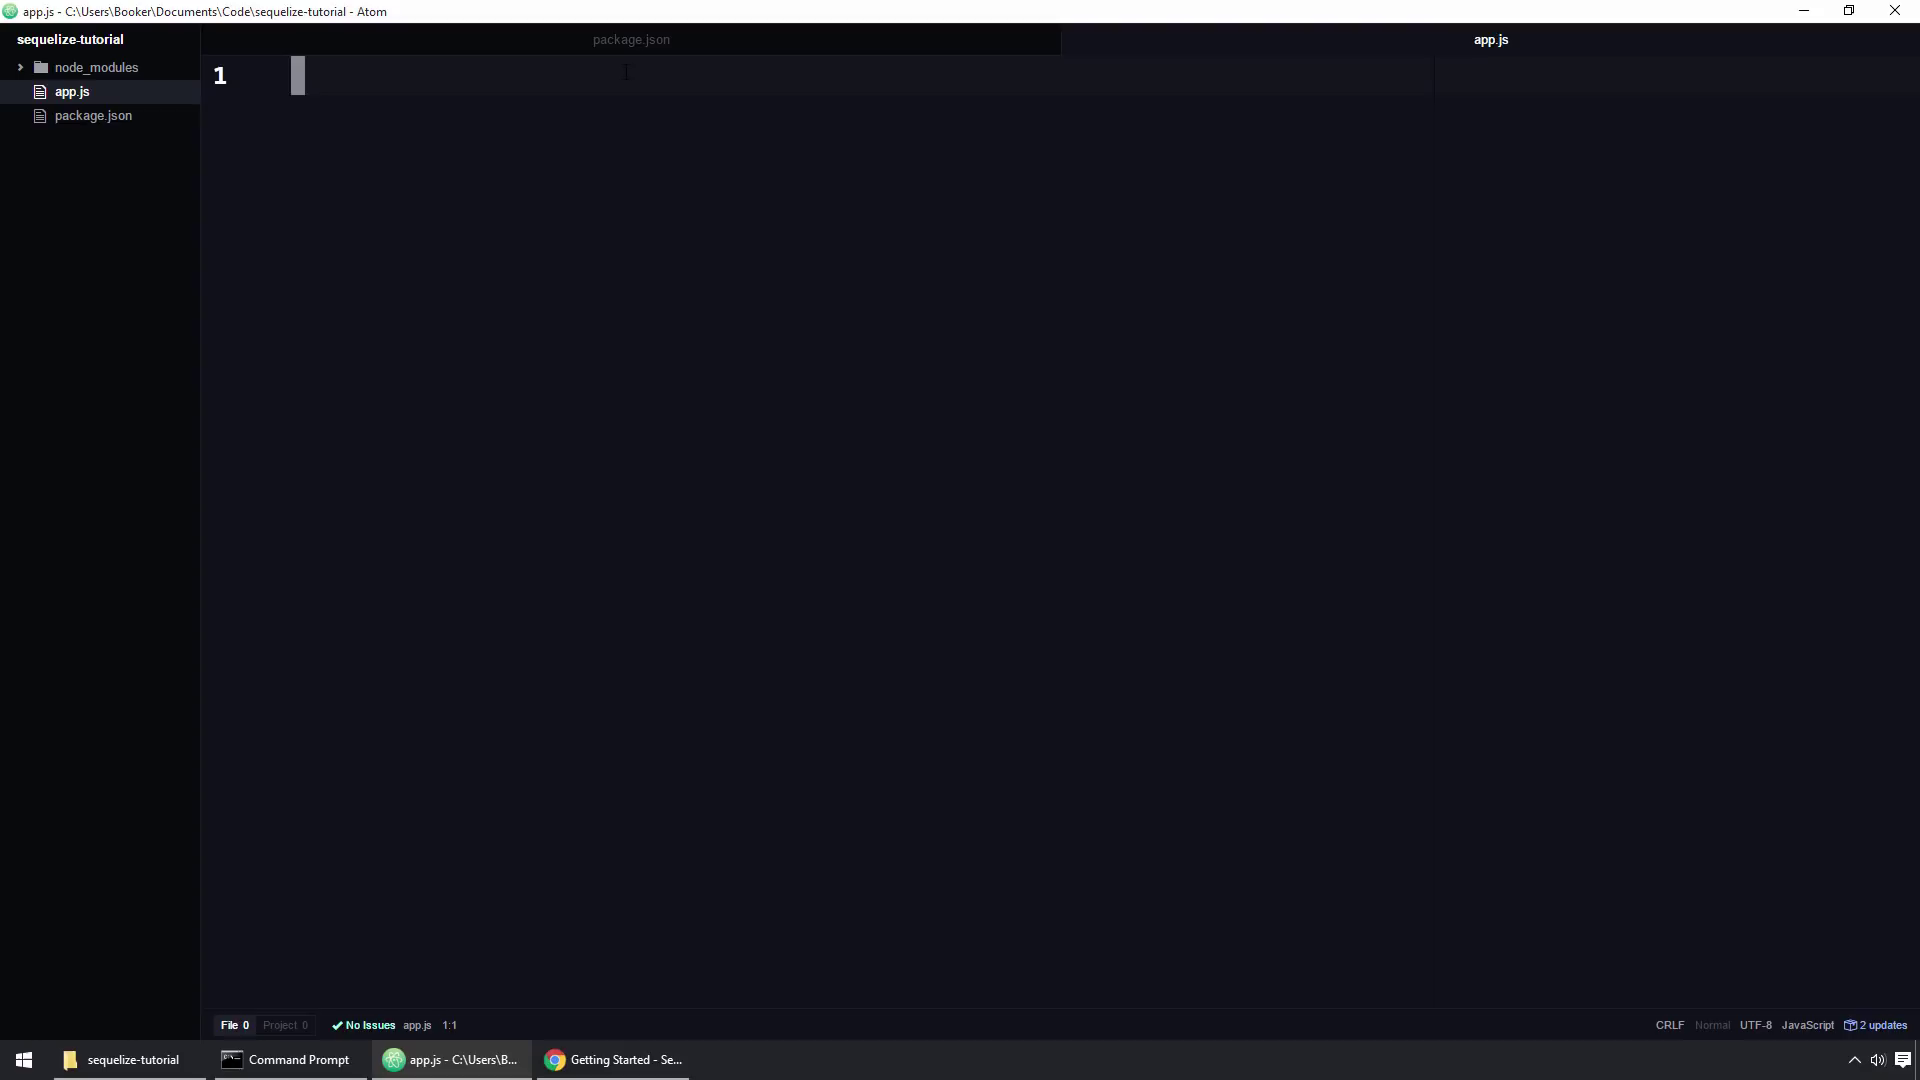 app.js - C:\Users\Booker\Documents\Code\sequelize-tutorial - Atom
sequelize-tutorial
package.json
app.js
node_modules
app.js
package.json
1
File 0
Project 0
No Issues
app.js
1:1
CRLF
Normal
UTF-8
JavaScript
2 updates
sequelize-tutorial
Command Prompt
app.js - C:\Users\B...
Getting Started - Se...